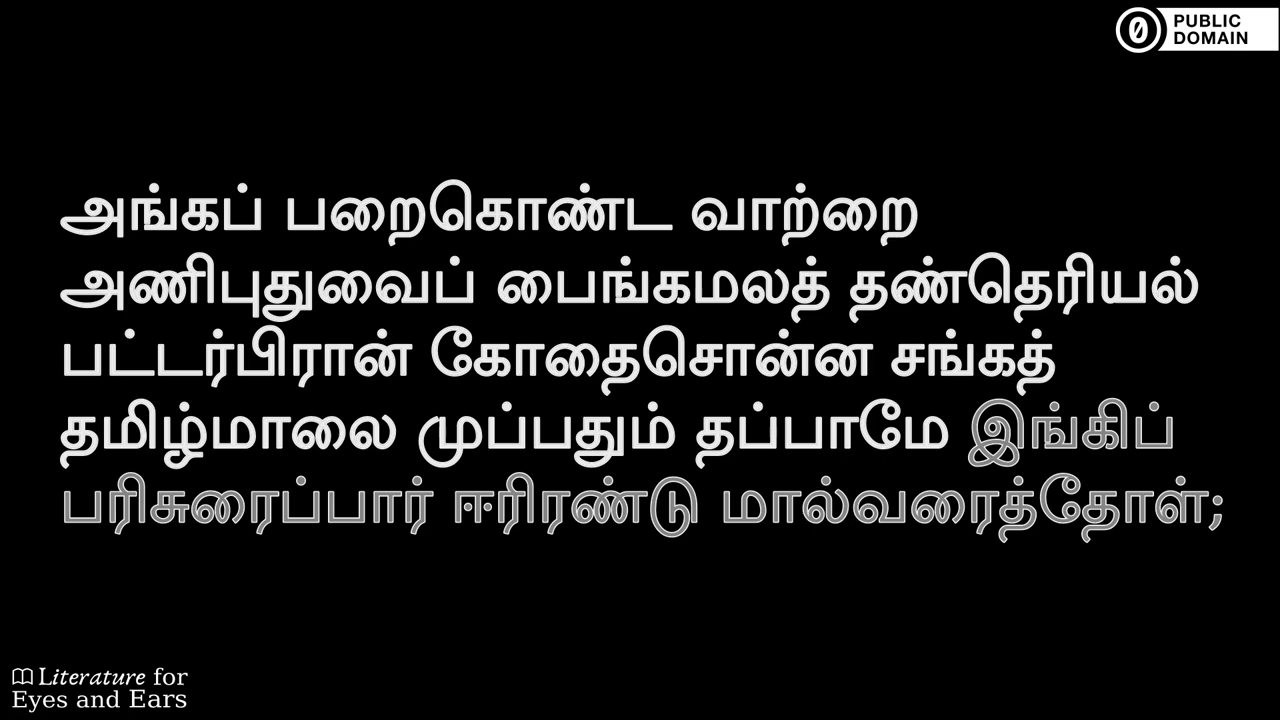 PUBLIC
DOMAIN
அங்கப் பறைகொண்ட வாற்றை
அணிபுதுவைப் பைங்கமலத் தண்தெரியல்
பட்டர்பிரான் கோதைசொன்ன சங்கத்
தமிழ்மாலை முப்பதும் தப்பாமே இங்கிப்
பரிசுரைப்பார் ஈரிரண்டு மால்வரைத்தோள்;
Literature for
Eyes and Ears